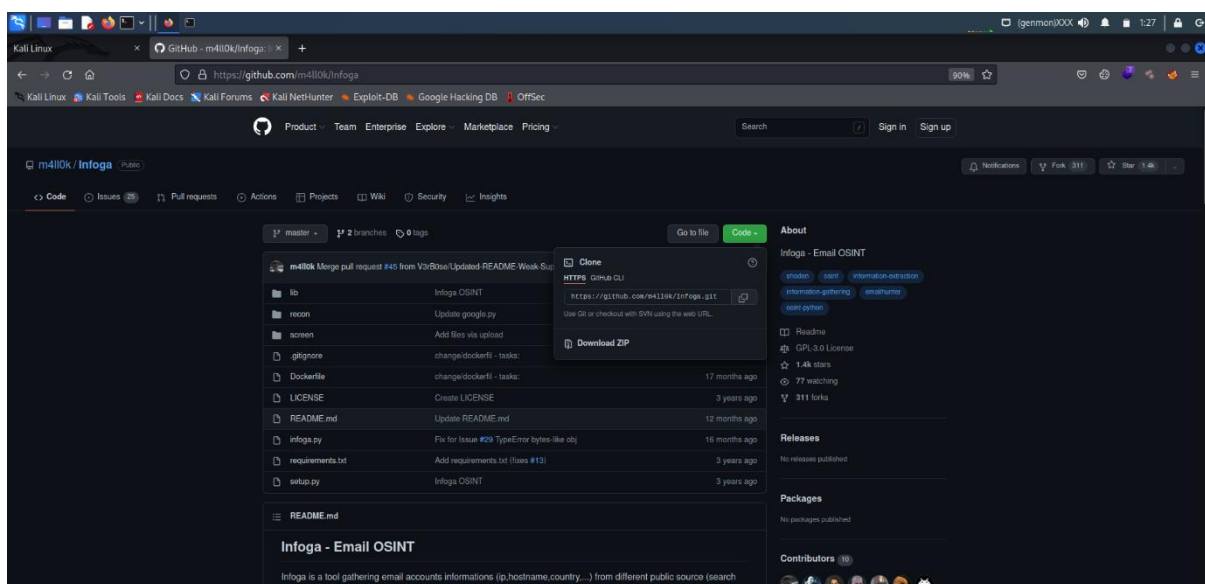 (genmon)XXX 1:27
Kali Linux GitHub - m4ll0k/Infoga:
https://github.com/m4ll0k/Infoga 90%
Kali Linux Kali Tools Kali Docs Kali Forums Kali NetHunter Exploit-DB Google Hacking DB OffSec
Product Team Enterprise Explore Marketplace Pricing Search / Sign in Sign up
m4ll0k / Infoga Public Notifications Fork 311 Star 1.4k
Code Issues 25 Pull requests Actions Projects Wiki Security Insights
master 2 branches 0 tags Go to file Code
About
Infoga - Email OSINT
m4ll0k Merge pull request #45 from V3rB0se/Updated-README-Weak-Sup
Clone
HTTPS GitHub CLI
https://github.com/m4ll0k/Infoga.git
Use Git or checkout with SVN using the web URL.
Download ZIP
shodan osint information-extraction
information-gathering emailhunter
osint-python
lib Infoga OSINT
recon Update google.py
screen Add files via upload
.gitignore change/dockerfil - tasks:
Dockerfile change/dockerfil - tasks: 17 months ago
LICENSE Create LICENSE 3 years ago
README.md Update README.md 12 months ago
infoga.py Fix for Issue #29 TypeError bytes-like obj 16 months ago
requirements.txt Add requirements.txt (fixes #13) 3 years ago
setup.py Infoga OSINT 3 years ago
Readme
GPL-3.0 License
1.4k stars
77 watching
311 forks
Releases
No releases published
Packages
No packages published
Contributors 10
README.md
Infoga - Email OSINT
Infoga is a tool gathering email accounts informations (ip,hostname,country,...) from different public source (search